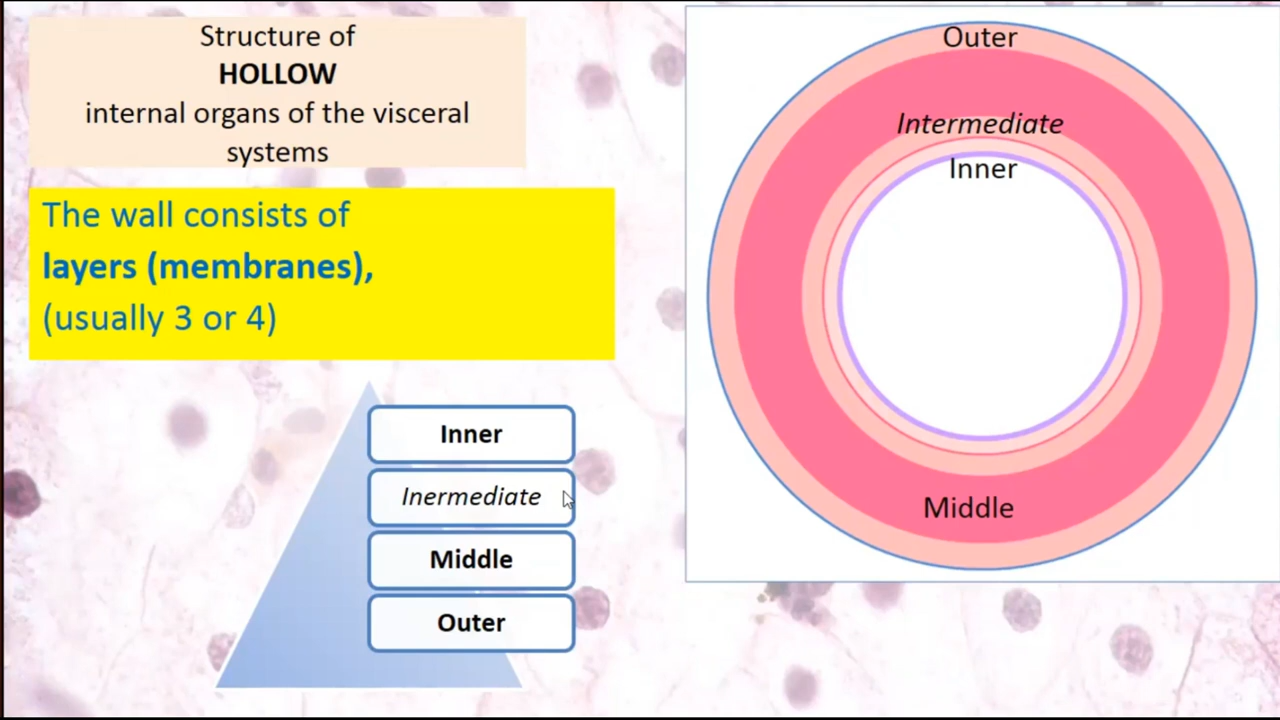 Structure of
HOLLOW
internal organs of the visceral
systems
The wall consists of
layers (membranes),
(usually 3 or 4)
Inner
Inermediate
Middle
Outer
Outer
Intermediate
Inner
Middle